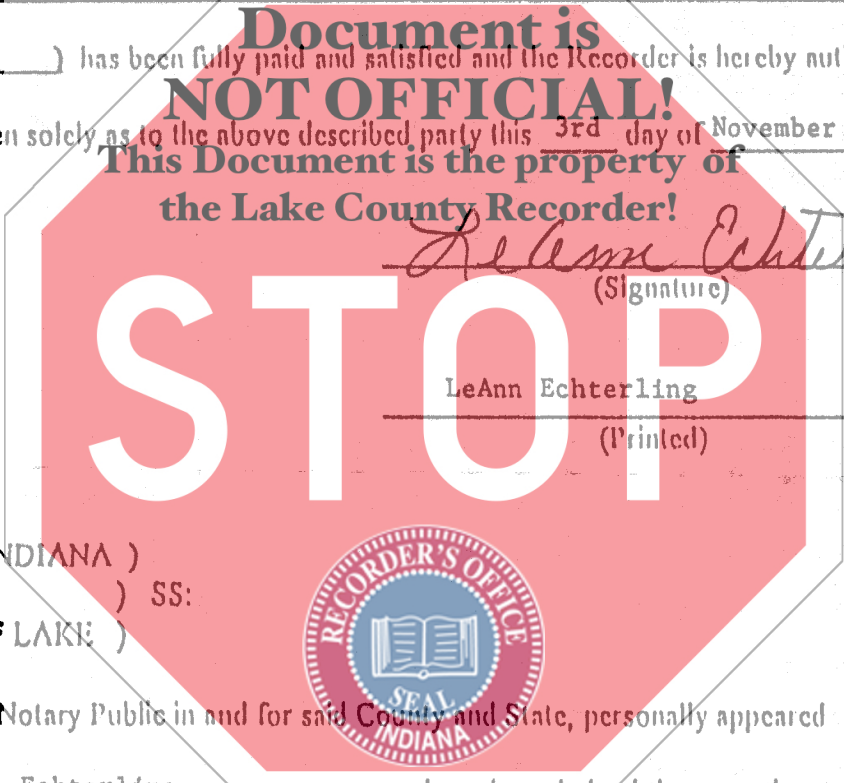 Document is
) has been fully paid and satisfied and the Recorder is hereby
NOT OFFICIAL!
solely as to the above described party this 3rd day of November
This Document is the property of
the Lake County Recorder!
LeAnn
(Signature)
STOP
LeAnn Echterling
(Printed)
NDIANA )
) SS:
LAKE )
RECORDER'S OFFICE
SEAL
INDIANA
Notary Public in and for said County and State, personally appeared